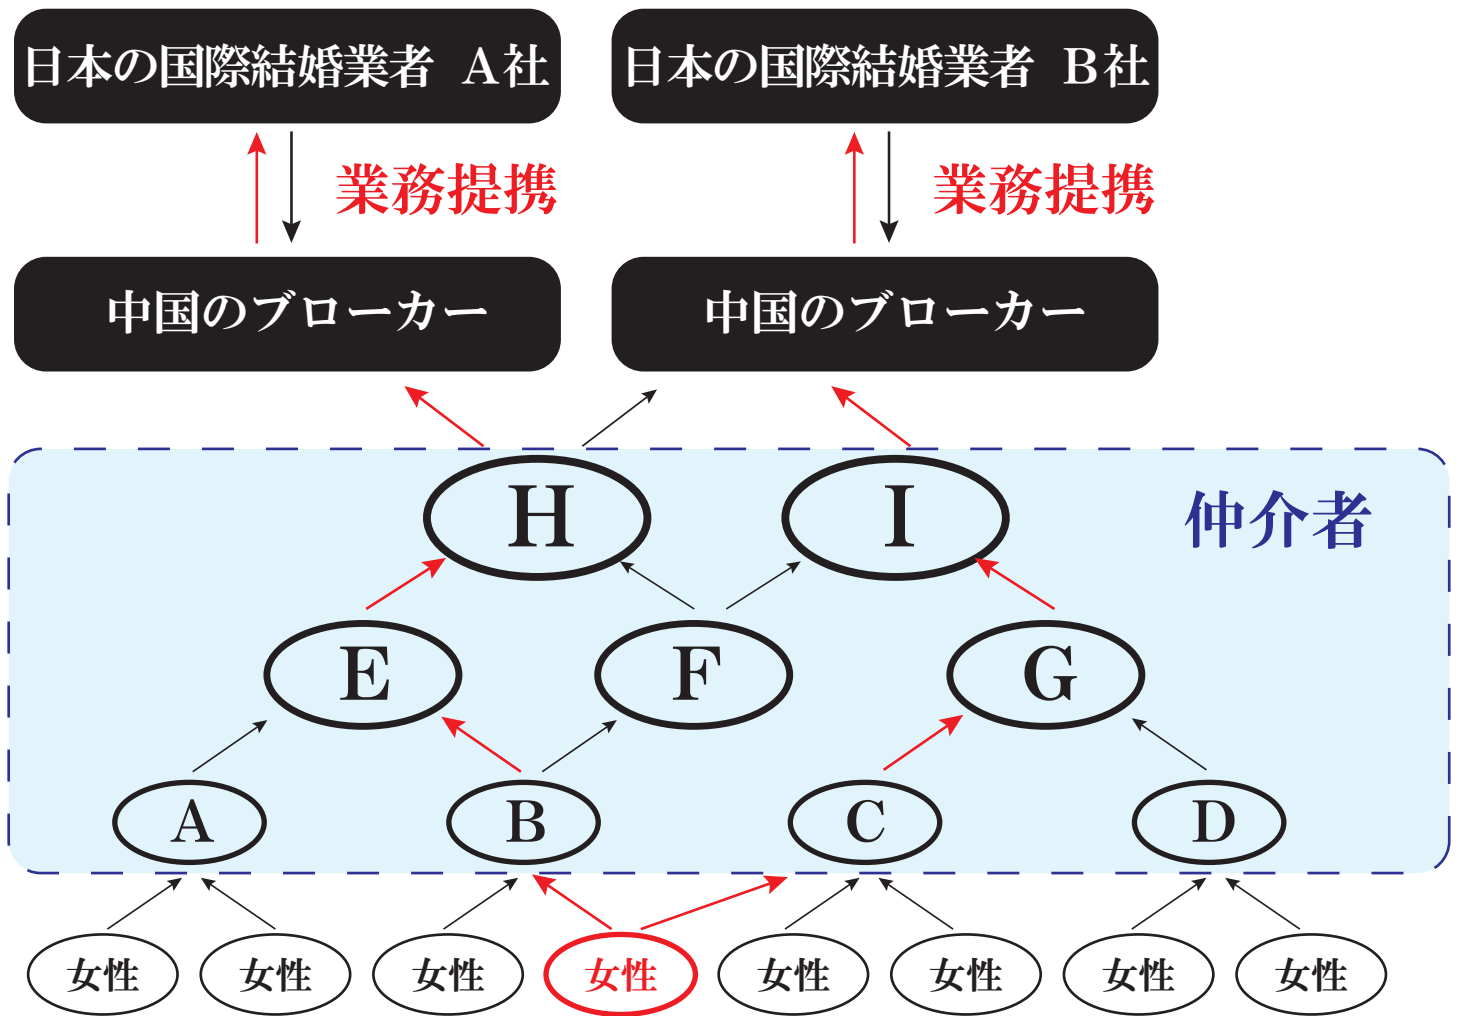 日本の国際結婚業者 A社
日本の国際結婚業者 B社
業務提携
業務提携
中国のブローカー
中国のブローカー
仲介者
H
I
E
F
G
A
B
C
D
女性
女性
女性
女性
女性
女性
女性
女性